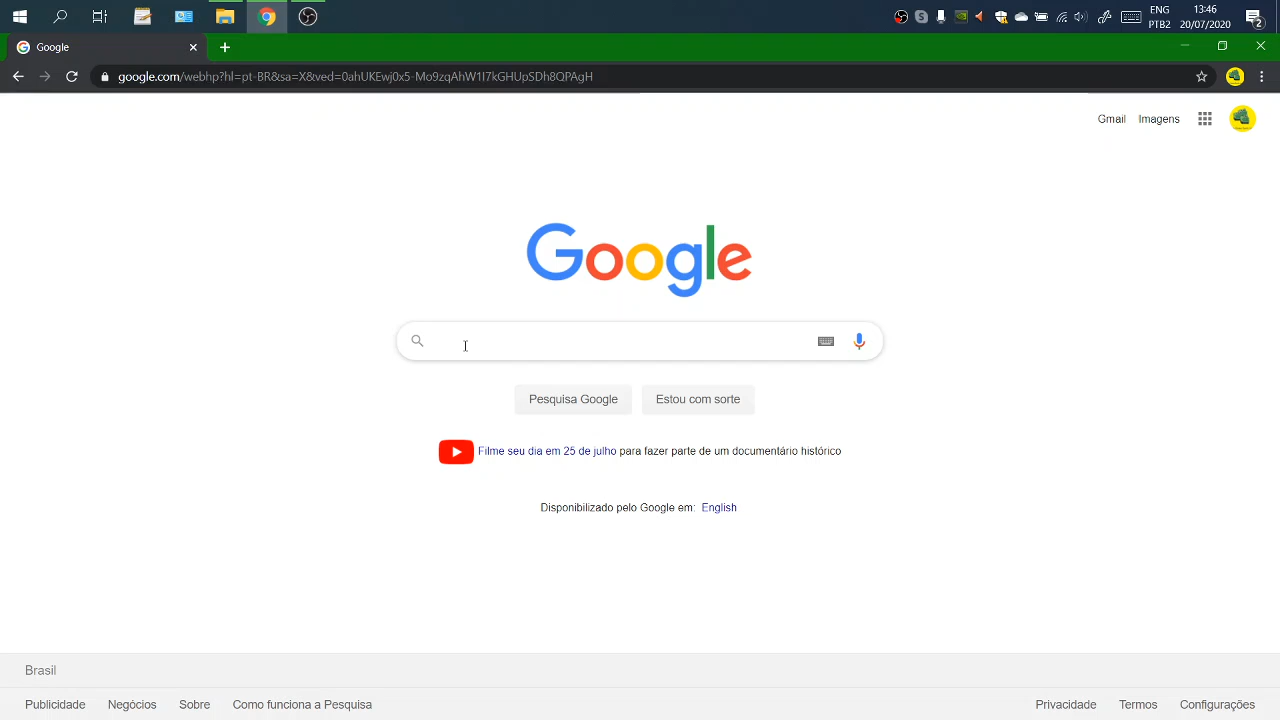 ENG
PTB2
13:46
20/07/2020
2
Google
google.com/webhp?hl=pt-BR&sa=X&ved=0ahUKEwj0x5-Mo9zqAhW1I7kGHUpSDh8QPAgH
Gmail Imagens
Google
Pesquisa Google Estou com sorte
Filme seu dia em 25 de julho para fazer parte de um documentário histórico
Disponibilizado pelo Google em: English
Brasil
Publicidade Negócios Sobre Como funciona a Pesquisa Privacidade Termos Configurações